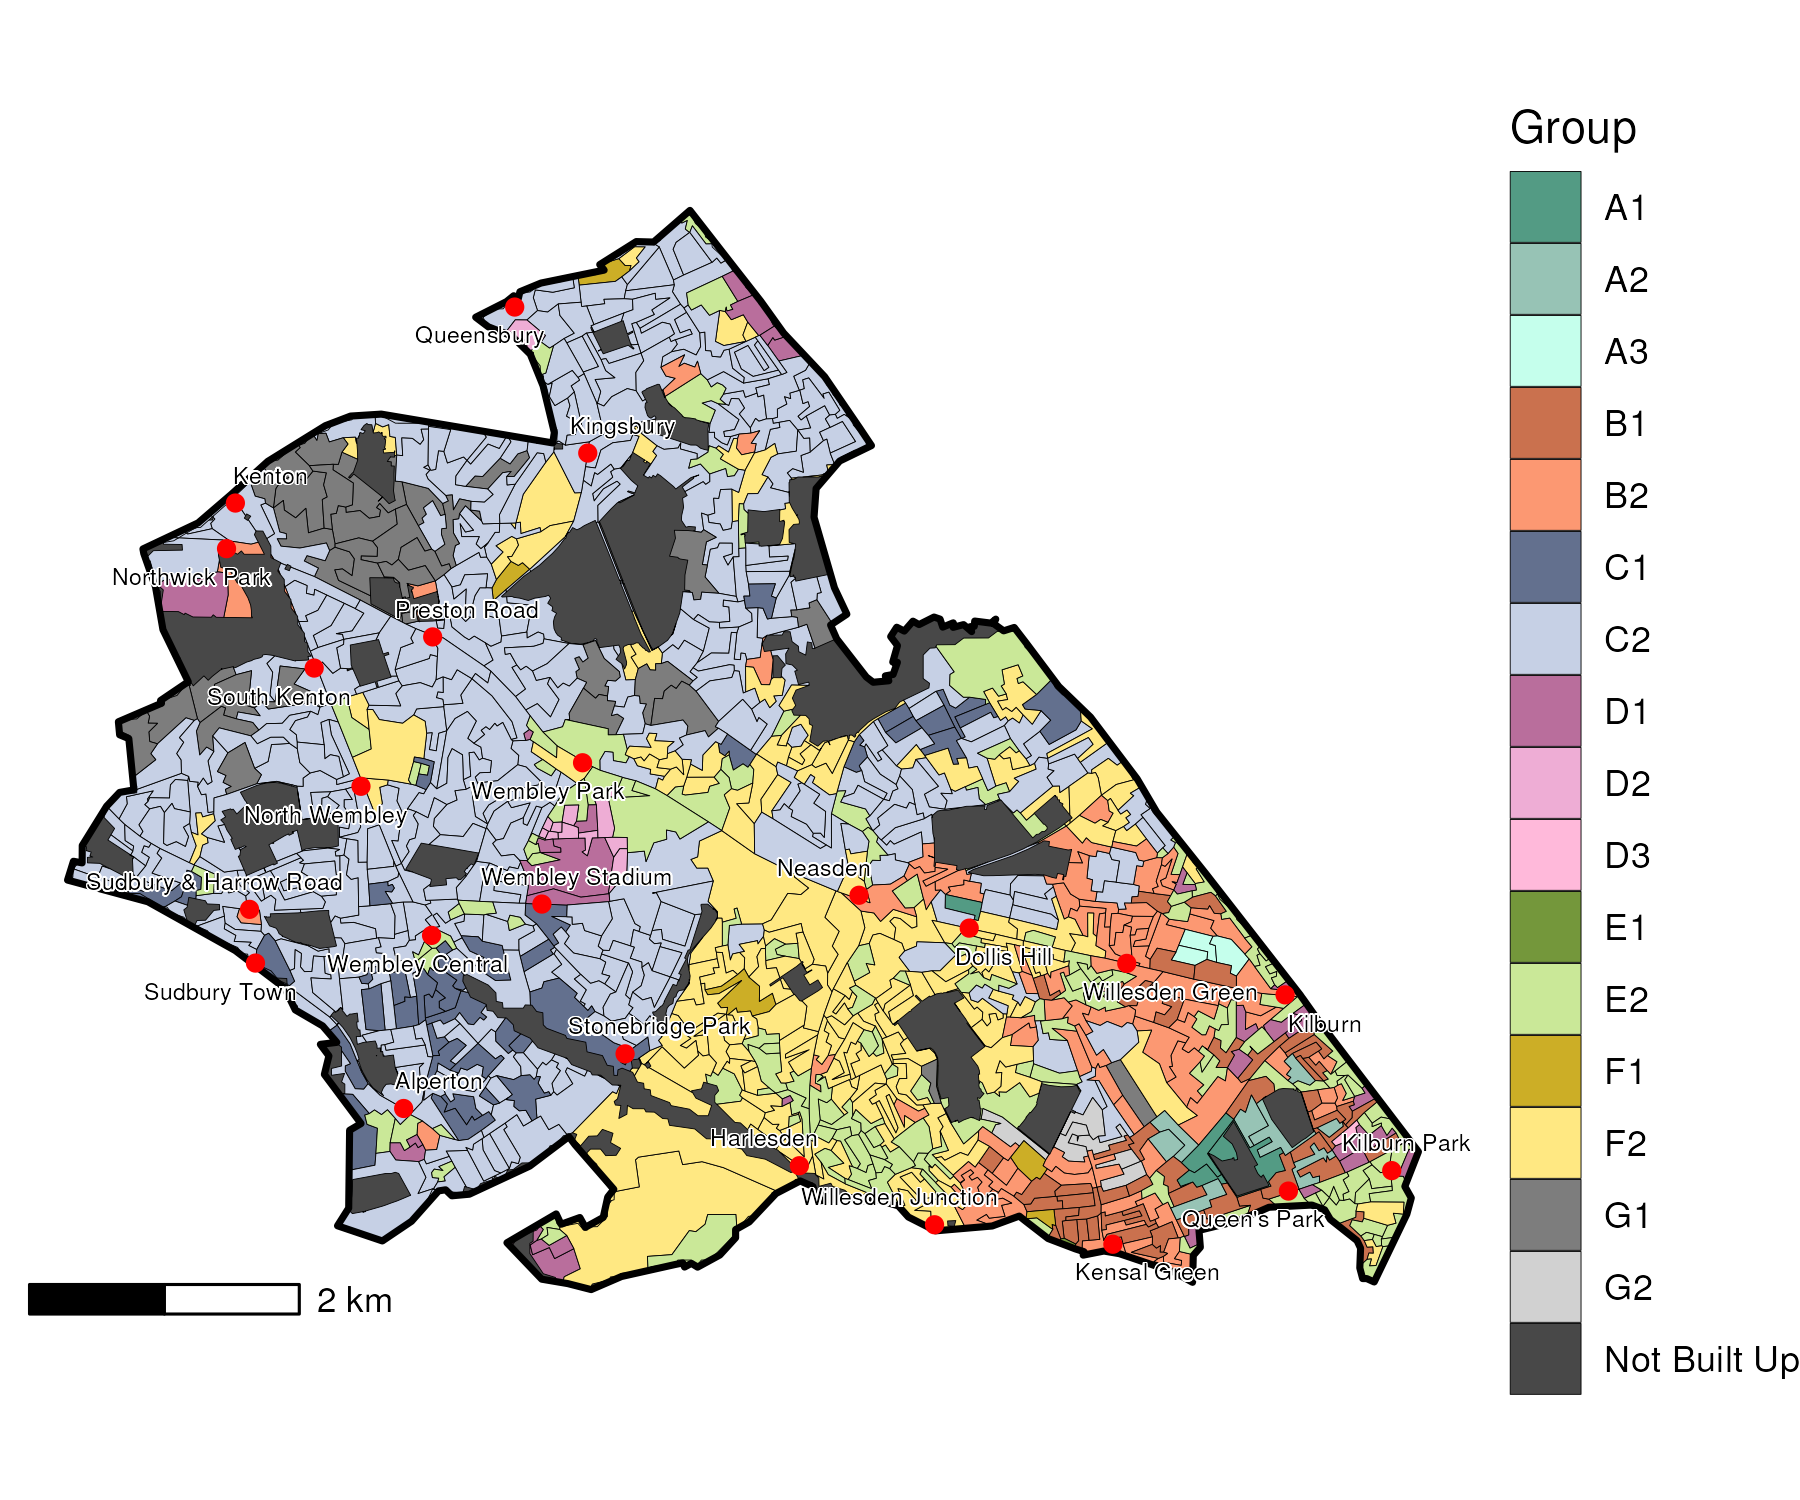 Group
A1
A2
A3
B1
B2
C1
C2
D1
D2
D3
E1
E2
F1
F2
G1
G2
Not Built Up
Queensbury
Kingsbury
Kenton
Northwick Park
Preston Road
South Kenton
Wembley Park
North Wembley
Neasden
Wembley Stadium
Sudbury & Harrow Road
Dollis Hill
Wembley Central
Willesden Green
Sudbury Town
Kilburn
Stonebridge Park
Alperton
Harlesden
Kilburn Park
Willesden Junction
Queen's Park
Kensal Green
2 km